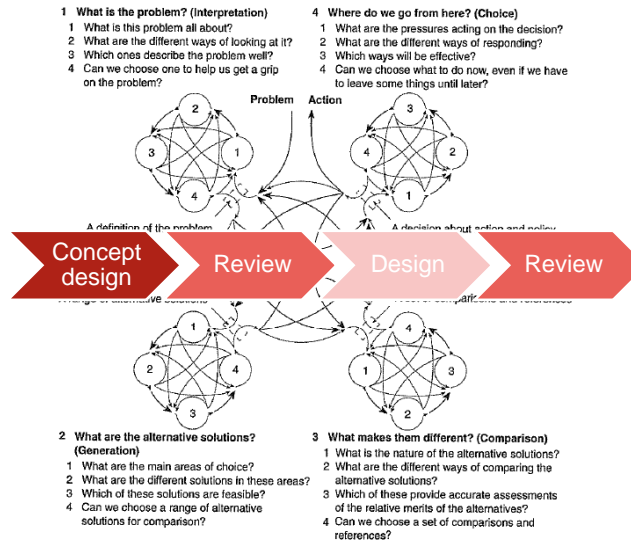 1 What is the problem? (Interpretation)
1 What is this problem all about?
2 What are the different ways of looking at it?
3 Which ones describe the problem well?
4 Can we choose one to help us get a grip
on the problem?
4 Where do we go from here? (Choice)
1 What are the pressures acting on the decision?
2 What are the different ways of responding?
3 Which ways will be effective?
4 Can we choose what to do now, even if we have
to leave some things until later?
Problem Action
2
3
1
4
3
4
2
1
A definition of the problem
A decision about action and policy
Concept
design
Review
Design
Review
alternative solutions
comparisons and references
1
2
4
3
4
1
3
2
2 What are the alternative solutions?
(Generation)
1 What are the main areas of choice?
2 What are the different solutions in these areas?
3 Which of these solutions are feasible?
4 Can we choose a range of alternative
solutions for comparison?
3 What makes them different? (Comparison)
1 What is the nature of the alternative solutions?
2 What are the different ways of comparing the
alternative solutions?
3 Which of these provide accurate assessments
of the relative merits of the alternatives?
4 Can we choose a set of comparisons and
references?